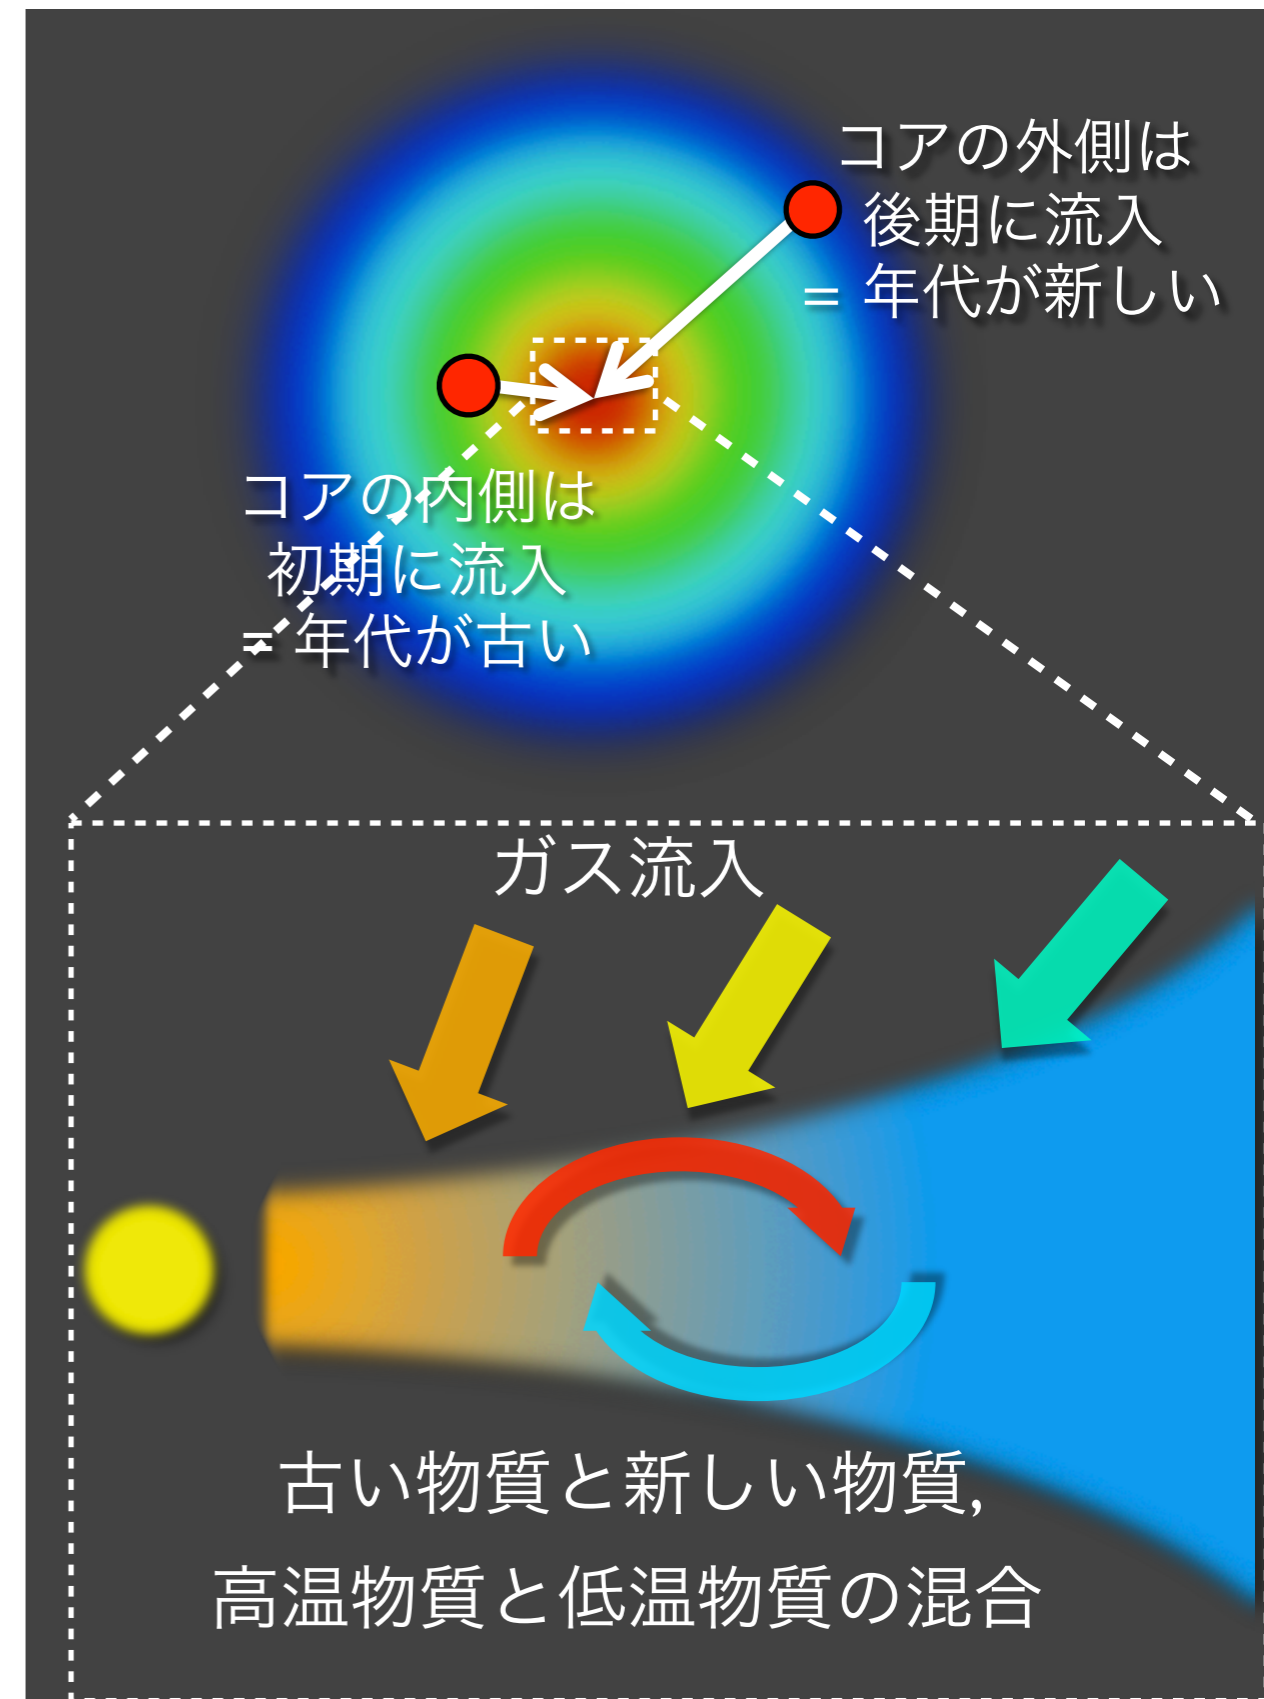 コアの外側は
後期に流入
= 年代が新しい
コアの内側は
初期に流入
= 年代が古い
ガス流入
古い物質と新しい物質,
高温物質と低温物質の混合